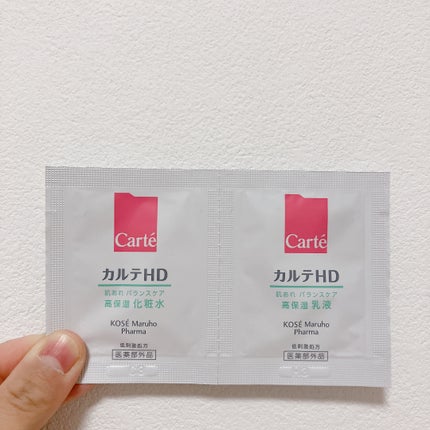 Carté
カルテHD
肌あれ バランスケア
高保湿 化粧水
KOSÉ Maruho
Pharma
低刺激処方
医薬部外品
Carté
カルテHD
肌あれ バランスケア
高保湿 乳液
KOSÉ Maruho
Pharma
低刺激処方
医薬部外品